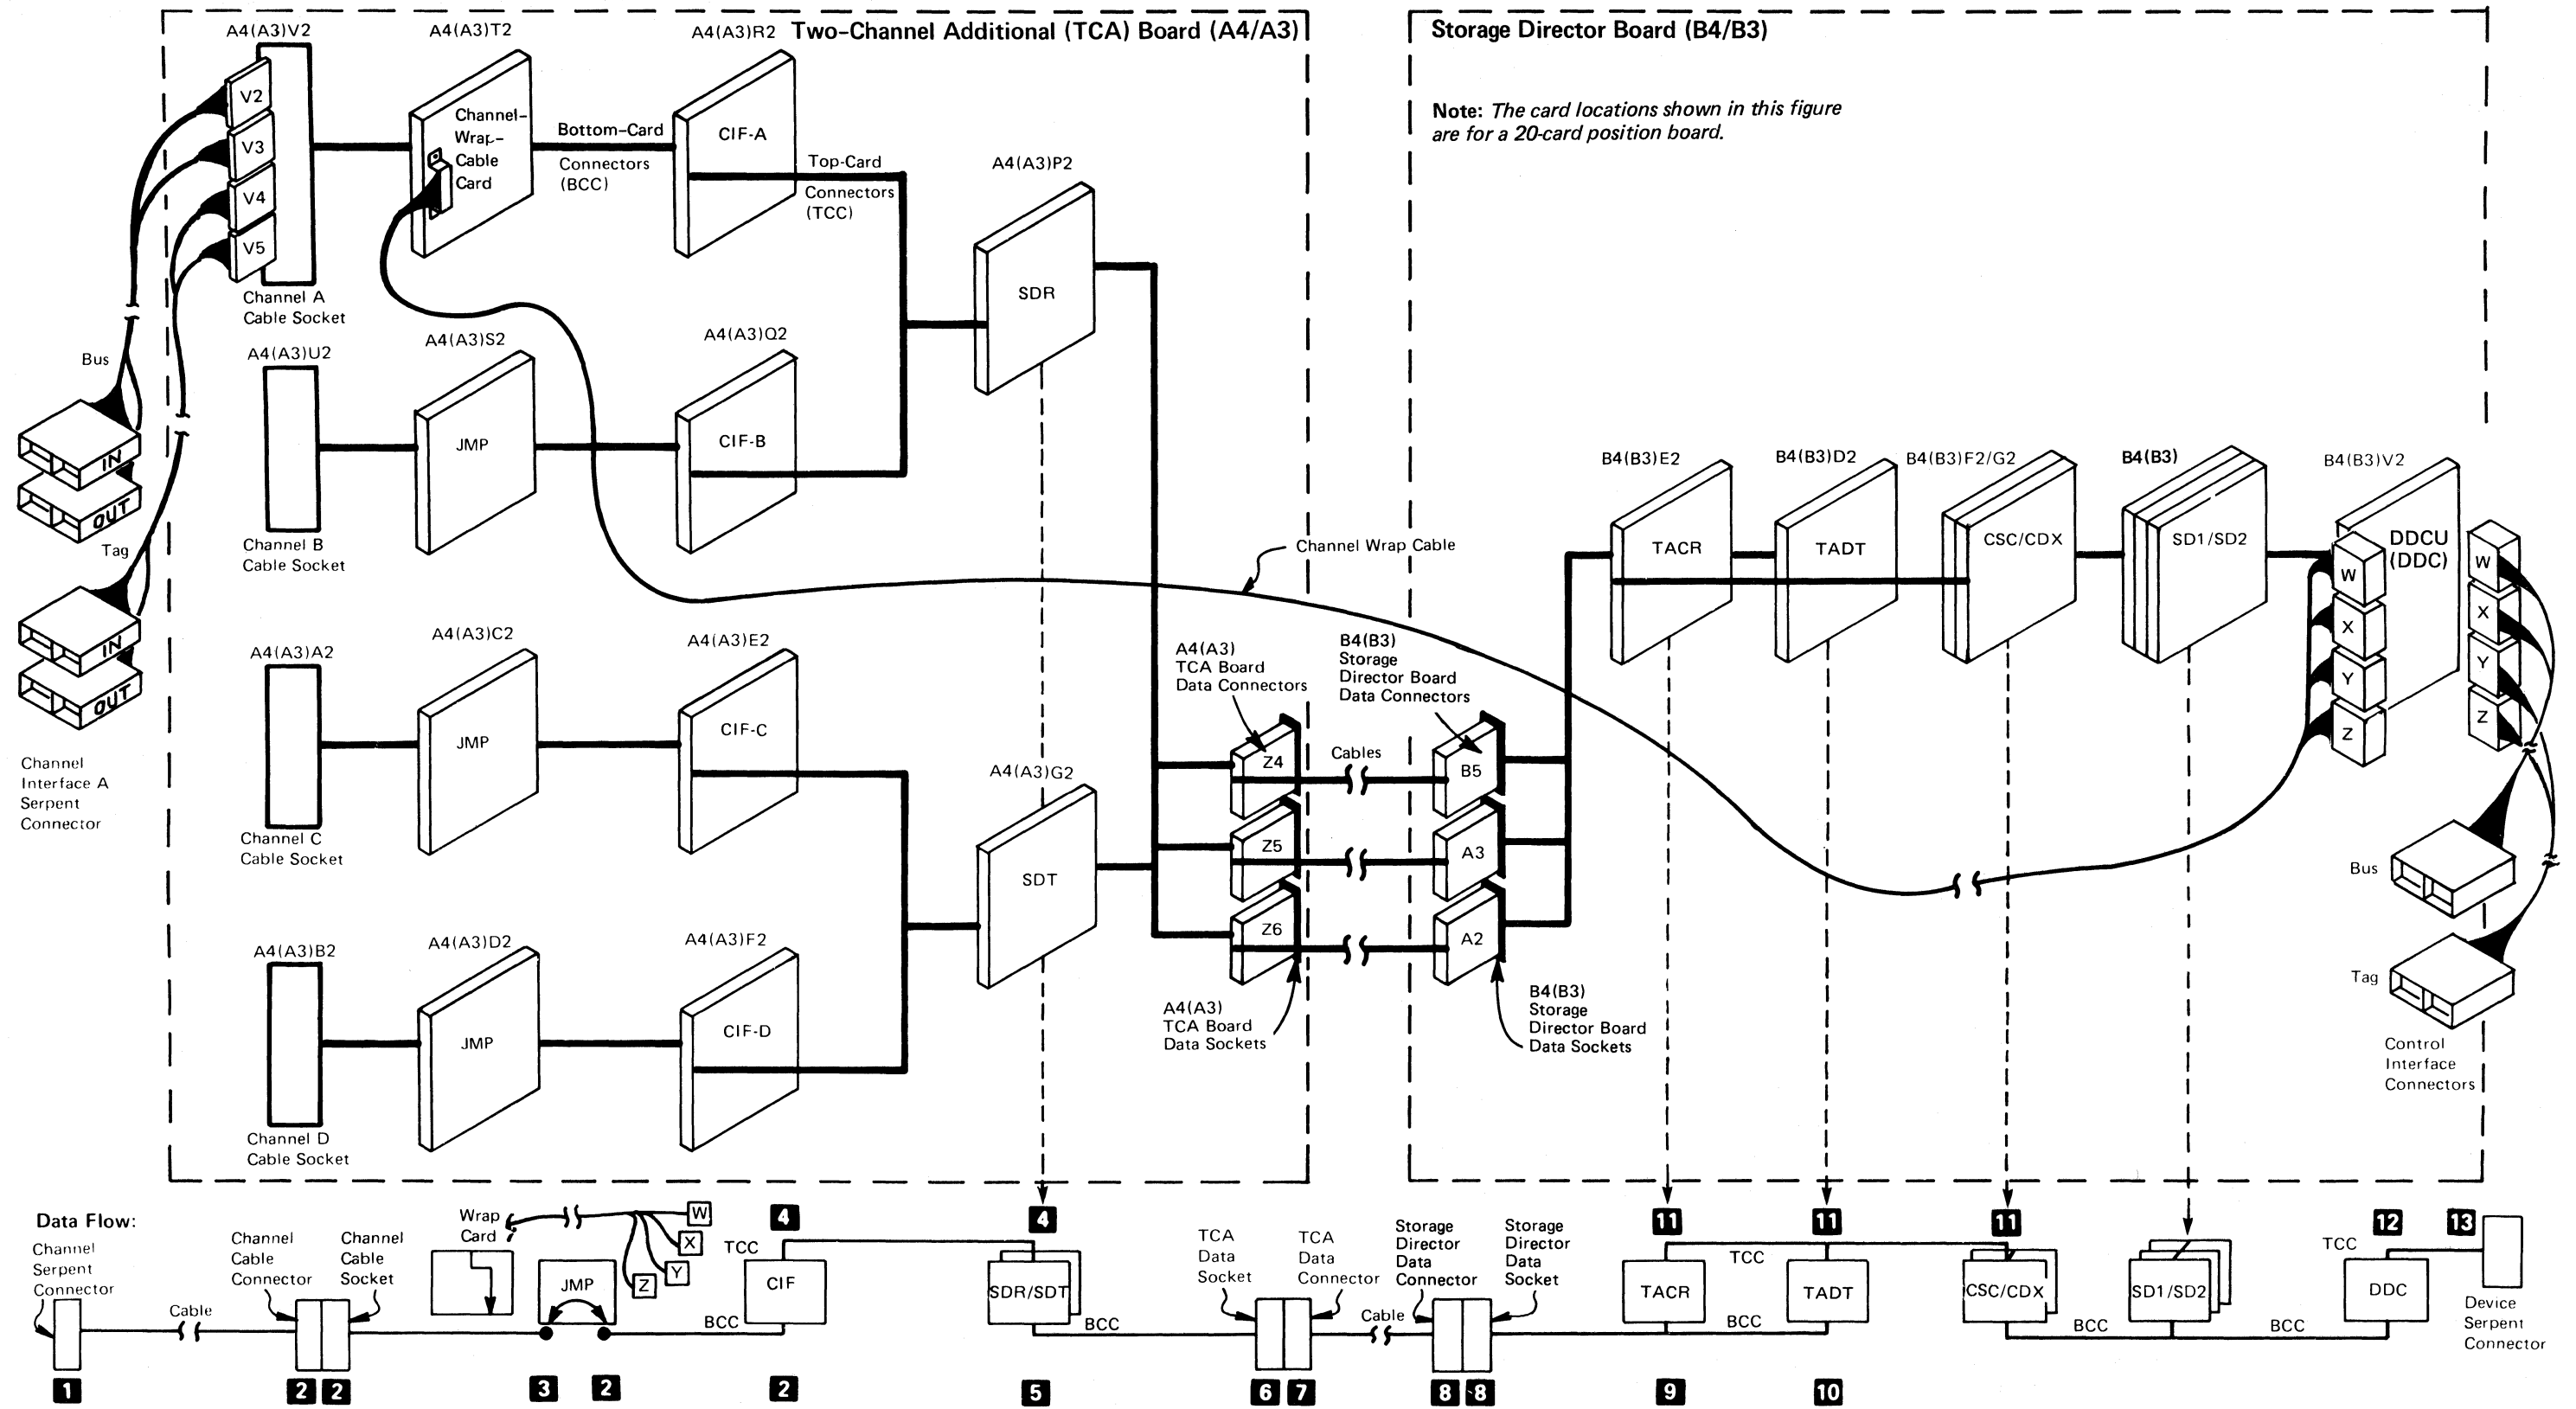 Two-Channel Additional (TCA) Board (A4/A3)
Storage Director Board (B4/B3)
Note: The card locations shown in this figure
are for a 20-card position board.
A4(A3)V2
V2
V3
V4
V5
Channel A
Cable Socket
A4(A3)T2
Channel-
Wrap-
Cable
Card
Bottom-Card
Connectors
(BCC)
A4(A3)R2
CIF-A
Top-Card
Connectors
(TCC)
A4(A3)P2
SDR
Bus
IN
OUT
Tag
IN
OUT
Channel
Interface A
Serpent
Connector
A4(A3)U2
Channel B
Cable Socket
A4(A3)S2
JMP
A4(A3)Q2
CIF-B
Channel Wrap Cable
A4(A3)A2
Channel C
Cable Socket
A4(A3)C2
JMP
A4(A3)E2
CIF-C
A4(A3)G2
SDT
A4(A3)B2
Channel D
Cable Socket
A4(A3)D2
JMP
A4(A3)F2
CIF-D
A4(A3)
TCA Board
Data Connectors
Z4
Z5
Z6
A4(A3)
TCA Board
Data Sockets
Cables
B4(B3)
Storage
Director Board
Data Connectors
B5
A3
A2
B4(B3)
Storage
Director Board
Data Sockets
B4(B3)E2
TACR
B4(B3)D2
TADT
B4(B3)F2/G2
CSC/CDX
B4(B3)
SD1/SD2
B4(B3)V2
DDCU
(DDC)
W
X
Y
Z
W
X
Y
Z
Bus
Tag
Control
Interface
Connectors
Data Flow:
Channel
Serpent
Connector
Cable
1
Channel
Cable
Connector
Channel
Cable
Socket
2 2
Wrap
Card
W
X
Y
Z
JMP
3
2
BCC
TCC
4
CIF
2
4
SDR/SDT
5
BCC
TCA
Data
Socket
TCA
Data
Connector
6 7
Cable
Storage
Director
Data
Connector
Storage
Director
Data
Socket
8 8
11
TACR
9
TCC
BCC
11
TADT
10
11
CSC/CDX
BCC
SD1/SD2
BCC
12
TCC
DDC
13
Device
Serpent
Connector